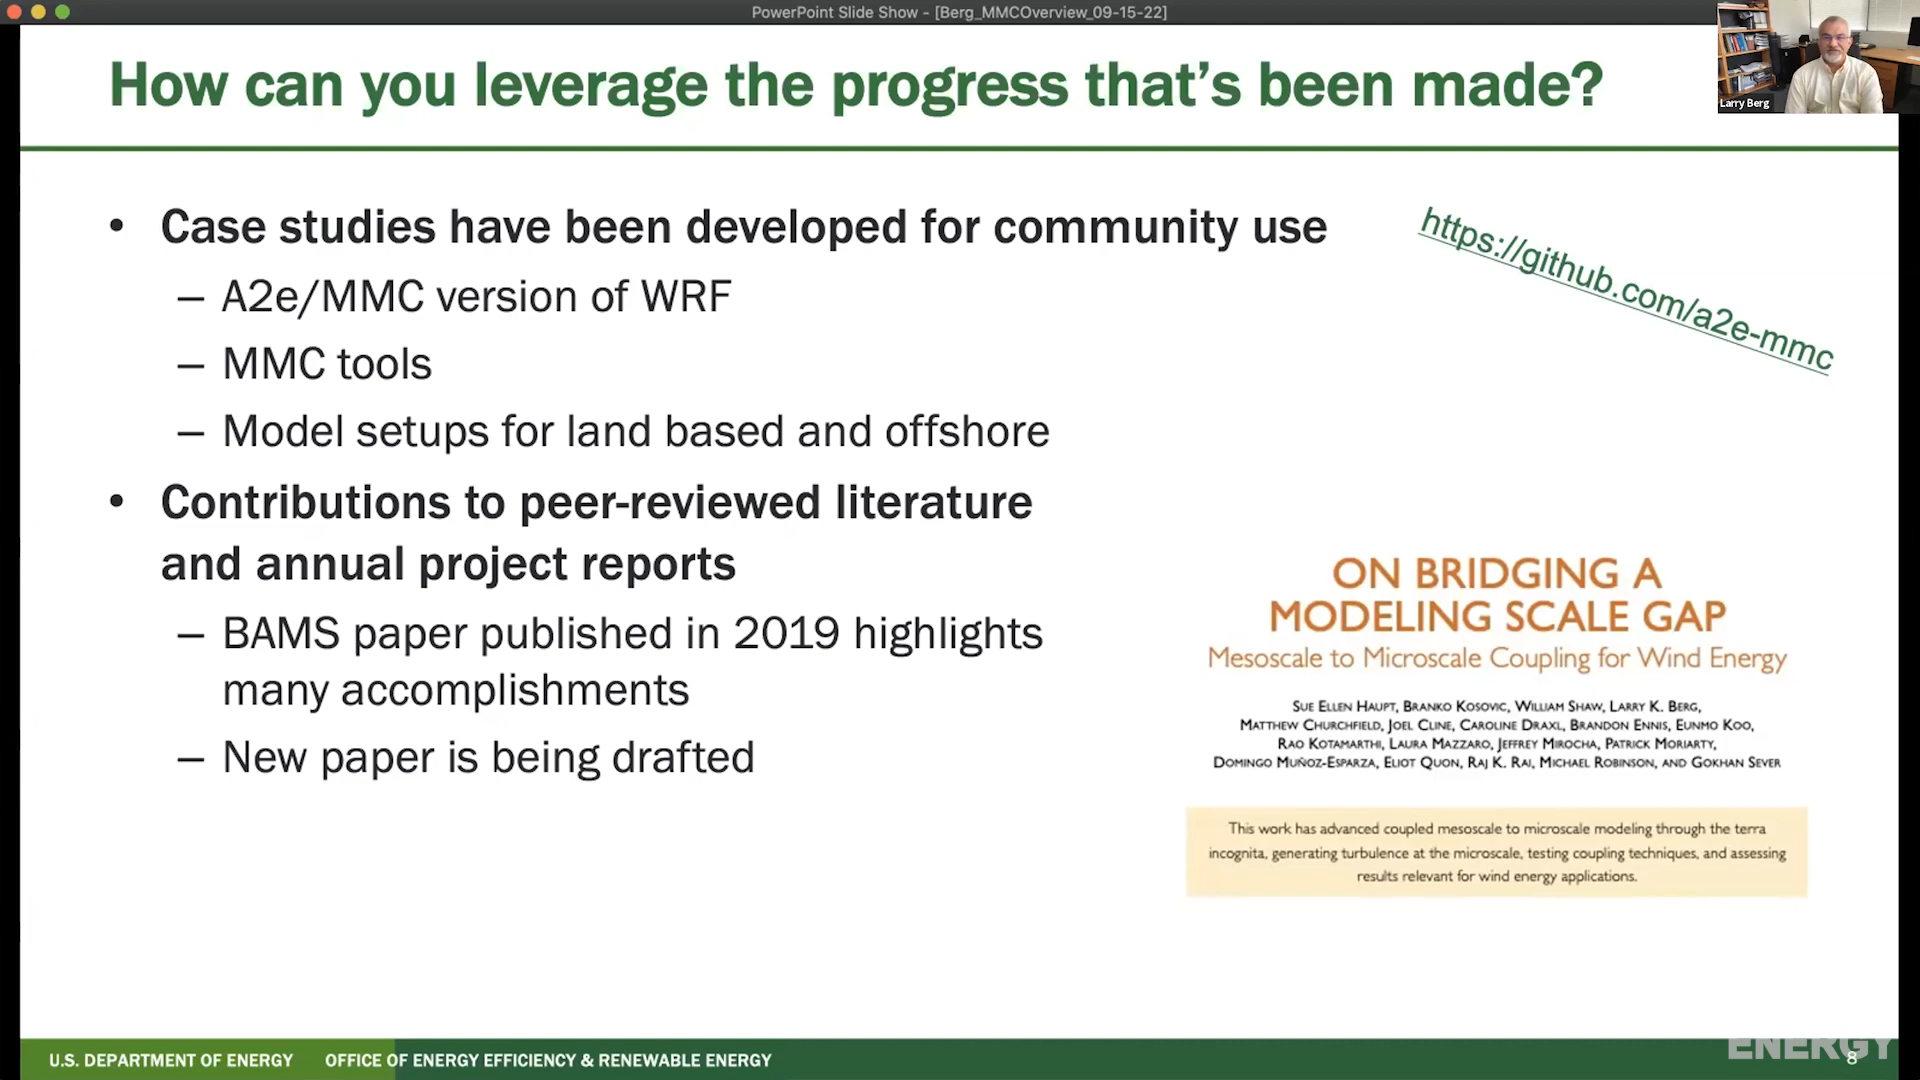 PowerPoint Slide Show - [Berg_MMCOverview_09-15-22]
Larry Berg
How can you leverage the progress that's been made?
• Case studies have been developed for community use
– A2e/MMC version of WRF
– MMC tools
– Model setups for land based and offshore
https://github.com/a2e-mmc
• Contributions to peer-reviewed literature
and annual project reports
– BAMS paper published in 2019 highlights
many accomplishments
– New paper is being drafted
ON BRIDGING A
MODELING SCALE GAP
Mesoscale to Microscale Coupling for Wind Energy
Sue Ellen Haupt, Branko Kosovic, William Shaw, Larry K. Berg,
Matthew Churchfield, Joel Cline, Caroline Draxl, Brandon Ennis, Eunmo Koo,
Rao Kotamarthi, Laura Mazzaro, Jeffrey Mirocha, Patrick Moriarty,
Domingo Muñoz-Esparza, Eliot Quon, Raj K. Rai, Michael Robinson, and Gokhan Sever
This work has advanced coupled mesoscale to microscale modeling through the terra
incognita, generating turbulence at the microscale, testing coupling techniques, and assessing
results relevant for wind energy applications.
U.S. DEPARTMENT OF ENERGY OFFICE OF ENERGY EFFICIENCY & RENEWABLE ENERGY
ENERGY
8